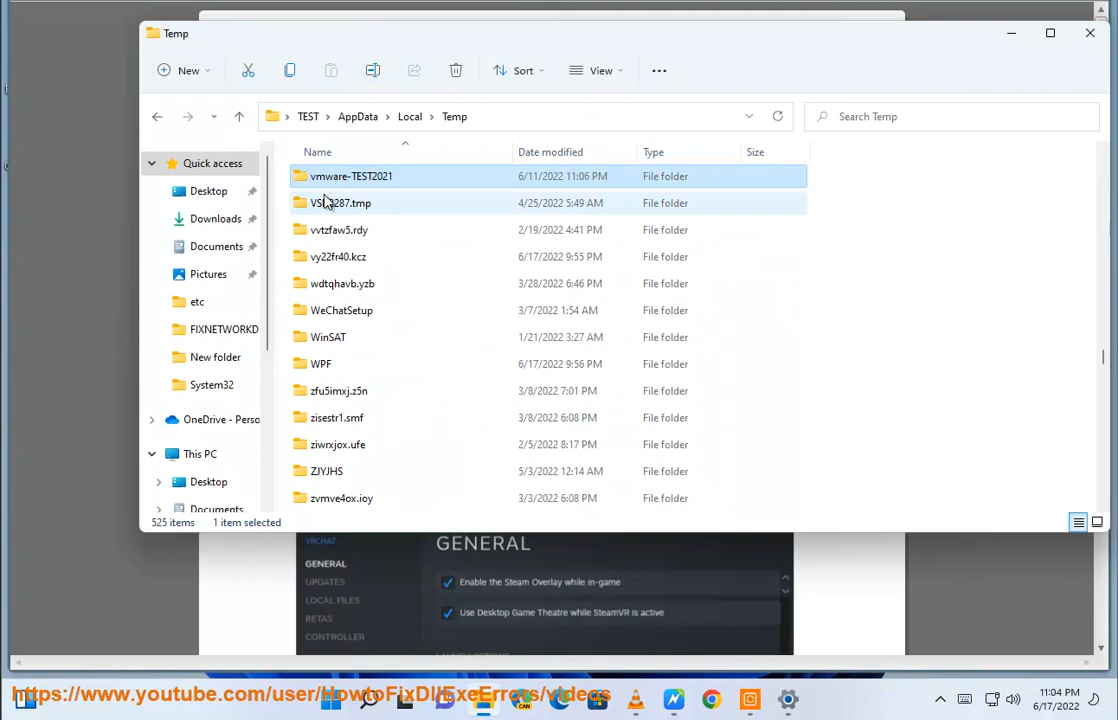 Temp
New
Sort
View
TEST > AppData > Local > Temp
Search Temp
Quick access
Desktop
Downloads
Documents
Pictures
etc
FIXNETWORKD
New folder
System32
OneDrive - Perso
This PC
Desktop
Documents
Name Date modified Type Size
vmware-TEST2021 6/11/2022 11:06 PM File folder
4/25/2022 5:49 AM File folder
vvtzfaw5.rdy 2/19/2022 4:41 PM File folder
vy22fr40.kcz 6/17/2022 9:55 PM File folder
wdtqhavb.yzb 3/28/2022 6:46 PM File folder
WeChatSetup 3/7/2022 1:54 AM File folder
WinSAT 1/21/2022 3:27 AM File folder
WPF 6/17/2022 9:56 PM File folder
zfu5imxj.z5n 3/8/2022 7:01 PM File folder
zisestr1.smf 3/8/2022 6:08 PM File folder
ziwrxjox.ufe 2/5/2022 8:17 PM File folder
ZJYJHS 5/3/2022 12:14 AM File folder
zvmve4ox.ioy 3/3/2022 6:08 PM File folder
525 items 1 item selected
VRCHAT
GENERAL
UPDATES
LOCAL FILES
BETAS
CONTROLLER
GENERAL
Enable the Steam Overlay while in-game
Use Desktop Game Theatre while SteamVR is active
https://www.youtube.com/user/HowtoFixDllExeErrors/videos
11:04 PM
6/17/2022